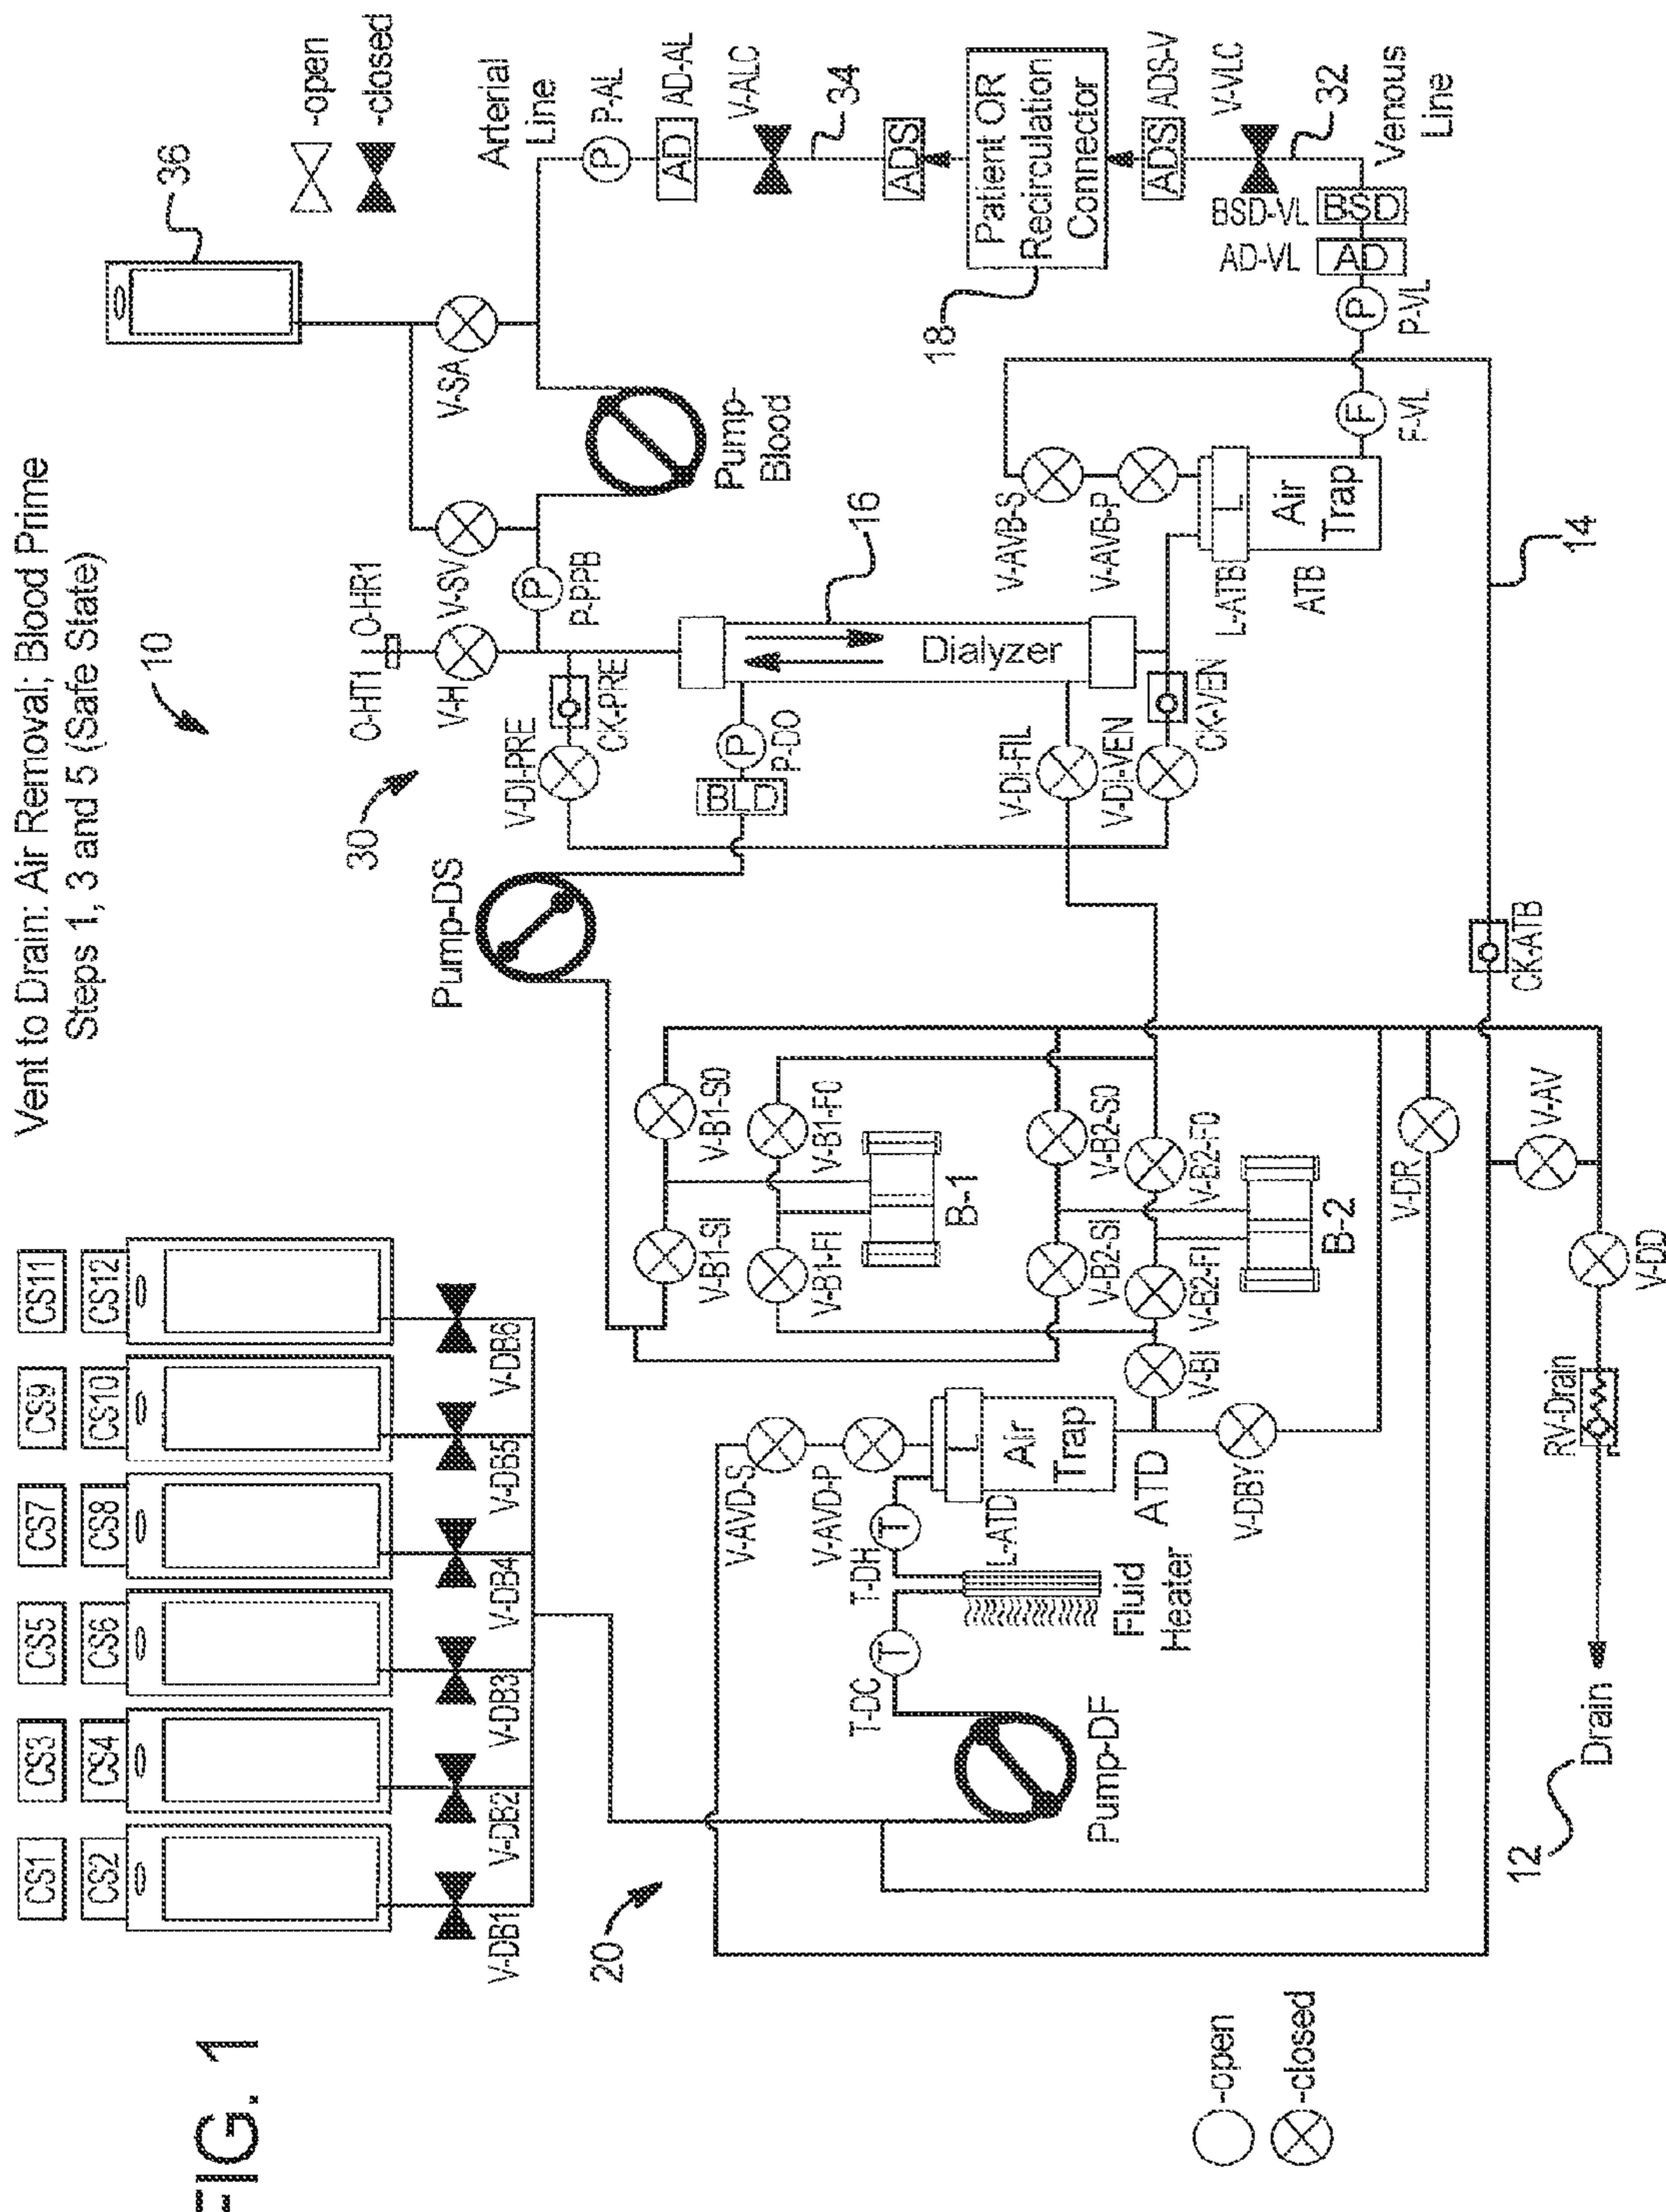 FIG. 1
Vent to Drain: Air Removal; Blood Prime
Steps 1, 3 and 5 (Safe State)
10
36
-open
-closed
CS1
CS2
CS3
CS4
CS5
CS6
CS7
CS8
CS9
CS10
CS11
CS12
V-DB1
V-DB2
V-DB3
V-DB4
V-DB5
V-DB6
20
30
Pump-DS
O-HT1
O-HR1
V-H
V-SV
V-SA
P
P-PPB
Pump-
Blood
Arterial
Line
P
P-AL
AD
AD-AL
V-ALC
34
ADS
Patient OR
Recirculation
Connector
18
ADS
ADS-V
V-VLC
32
Venous
Line
BSD-VL
BSD
AD-VL
AD
P
P-VL
F
F-VL
V-DI-PRE
CK-PRE
BLD
P
P-DO
16
Dialyzer
V-DI-FIL
V-DI-VEN
CK-VEN
V-AVB-S
V-AVB-P
L
L-ATB
Air
Trap
ATB
14
CK-ATB
V-B1-SI
V-B1-S0
V-B1-FI
V-B1-F0
B-1
V-B2-SI
V-B2-S0
V-B2-FI
V-B2-F0
B-2
V-BI
V-DBY
V-DR
V-AV
V-DD
V-AVD-S
V-AVD-P
L
L-ATD
Air
Trap
ATD
T
T-DH
T
T-DC
Fluid
Heater
Pump-DF
RV-Drain
Drain
12
-open
-closed